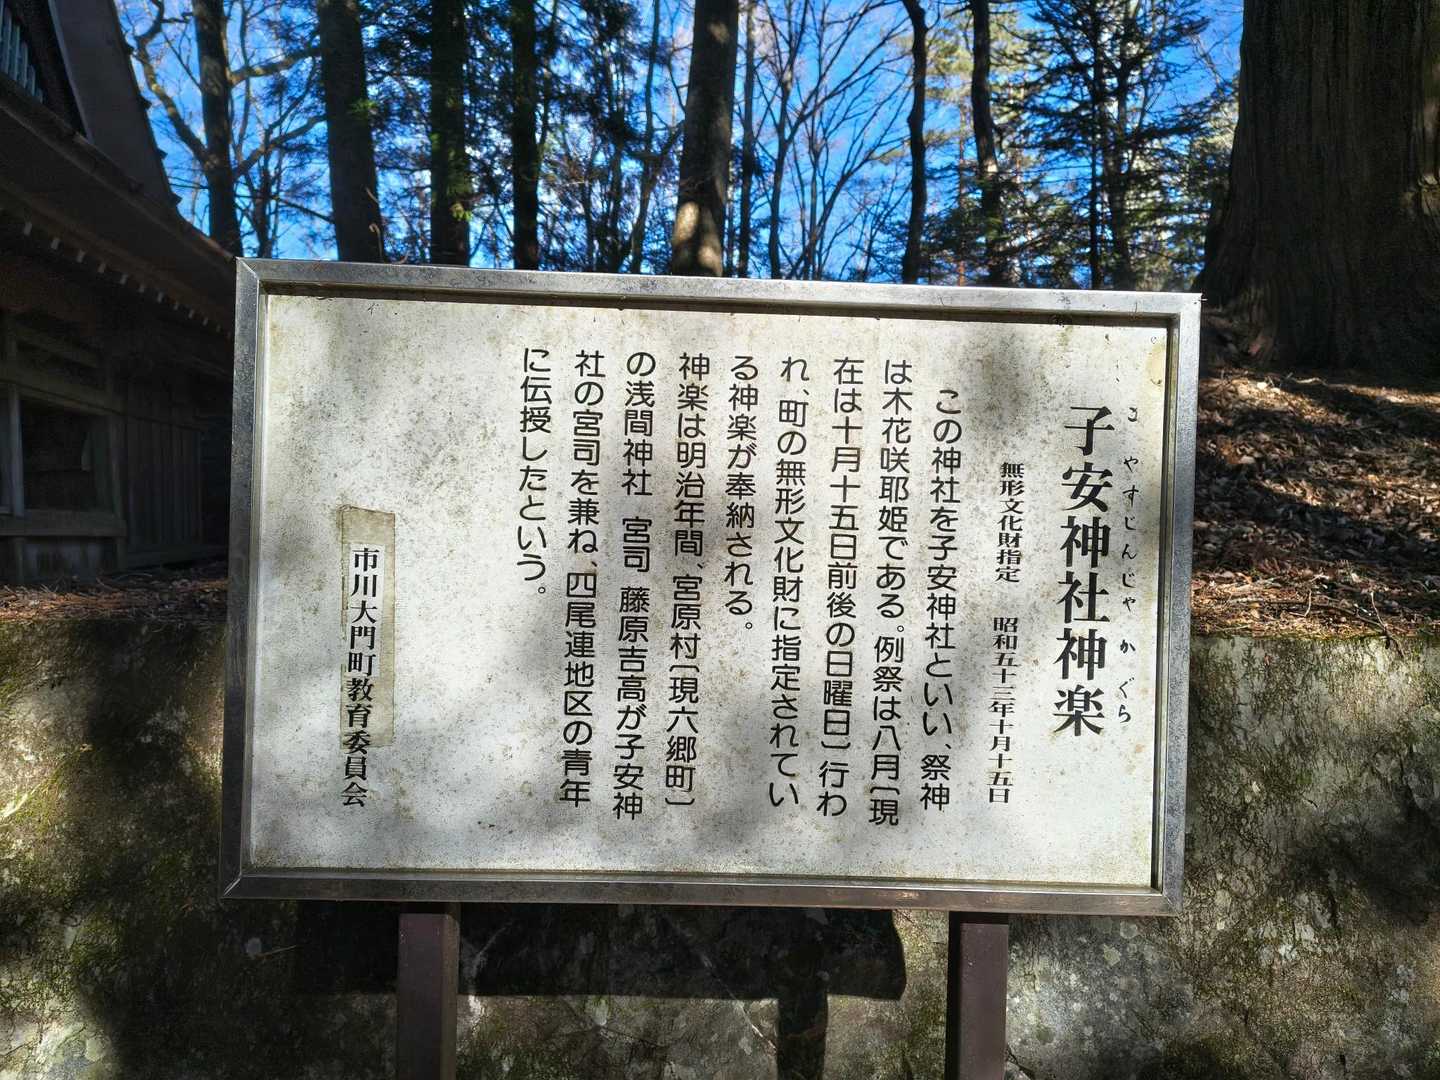 こやすじんじゃかぐら
子安神社神楽
無形文化財指定 昭和五十三年十月十五日
この神社を子安神社といい、祭神
は木花咲耶姫である。例祭は八月〔現
在は十月十五日前後の日曜日〕行わ
れ、町の無形文化財に指定されてい
る神楽が奉納される。
神楽は明治年間、宮原村〔現六郷町〕
の浅間神社 宮司 藤原吉高が子安神
社の宮司を兼ね、四尾連地区の青年
に伝授したという。
市川大門町教育委員会